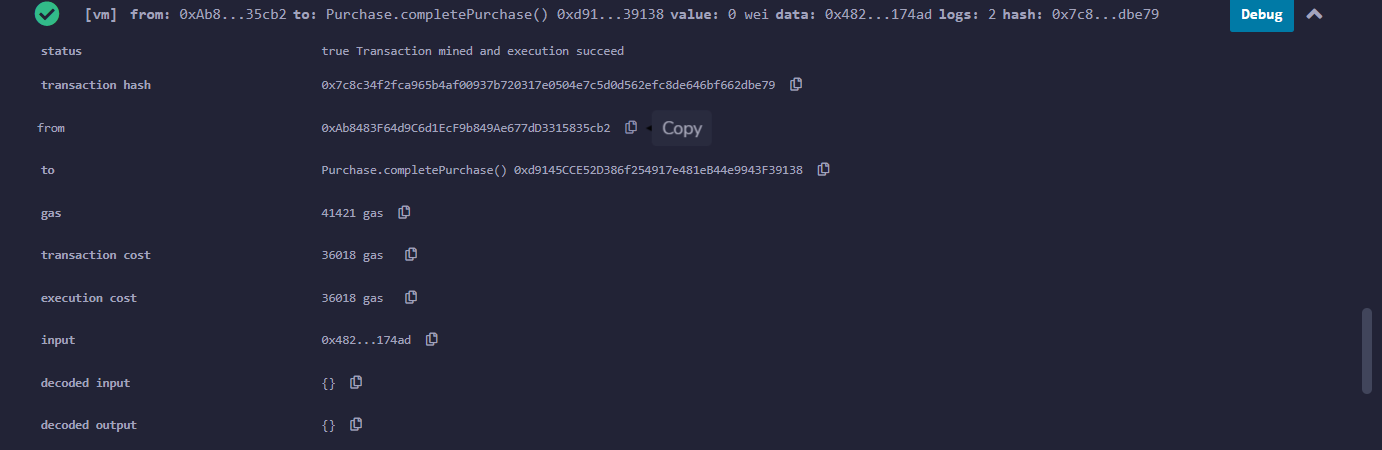 [vm] from: 0xAb8...35cb2 to: Purchase.completePurchase() 0xd91...39138 value: 0 wei data: 0x482...174ad logs: 2 hash: 0x7c8...dbe79 Debug
status true Transaction mined and execution succeed
transaction hash 0x7c8c34f2fca965b4af00937b720317e0504e7c5d0d562efc8de646bf662dbe79
from 0xAb8483F64d9C6d1EcF9b849Ae677dD3315835cb2 Copy
to Purchase.completePurchase() 0xd9145CCE52D386f254917e481eB44e9943F39138
gas 41421 gas
transaction cost 36018 gas
execution cost 36018 gas
input 0x482...174ad
decoded input {}
decoded output {}